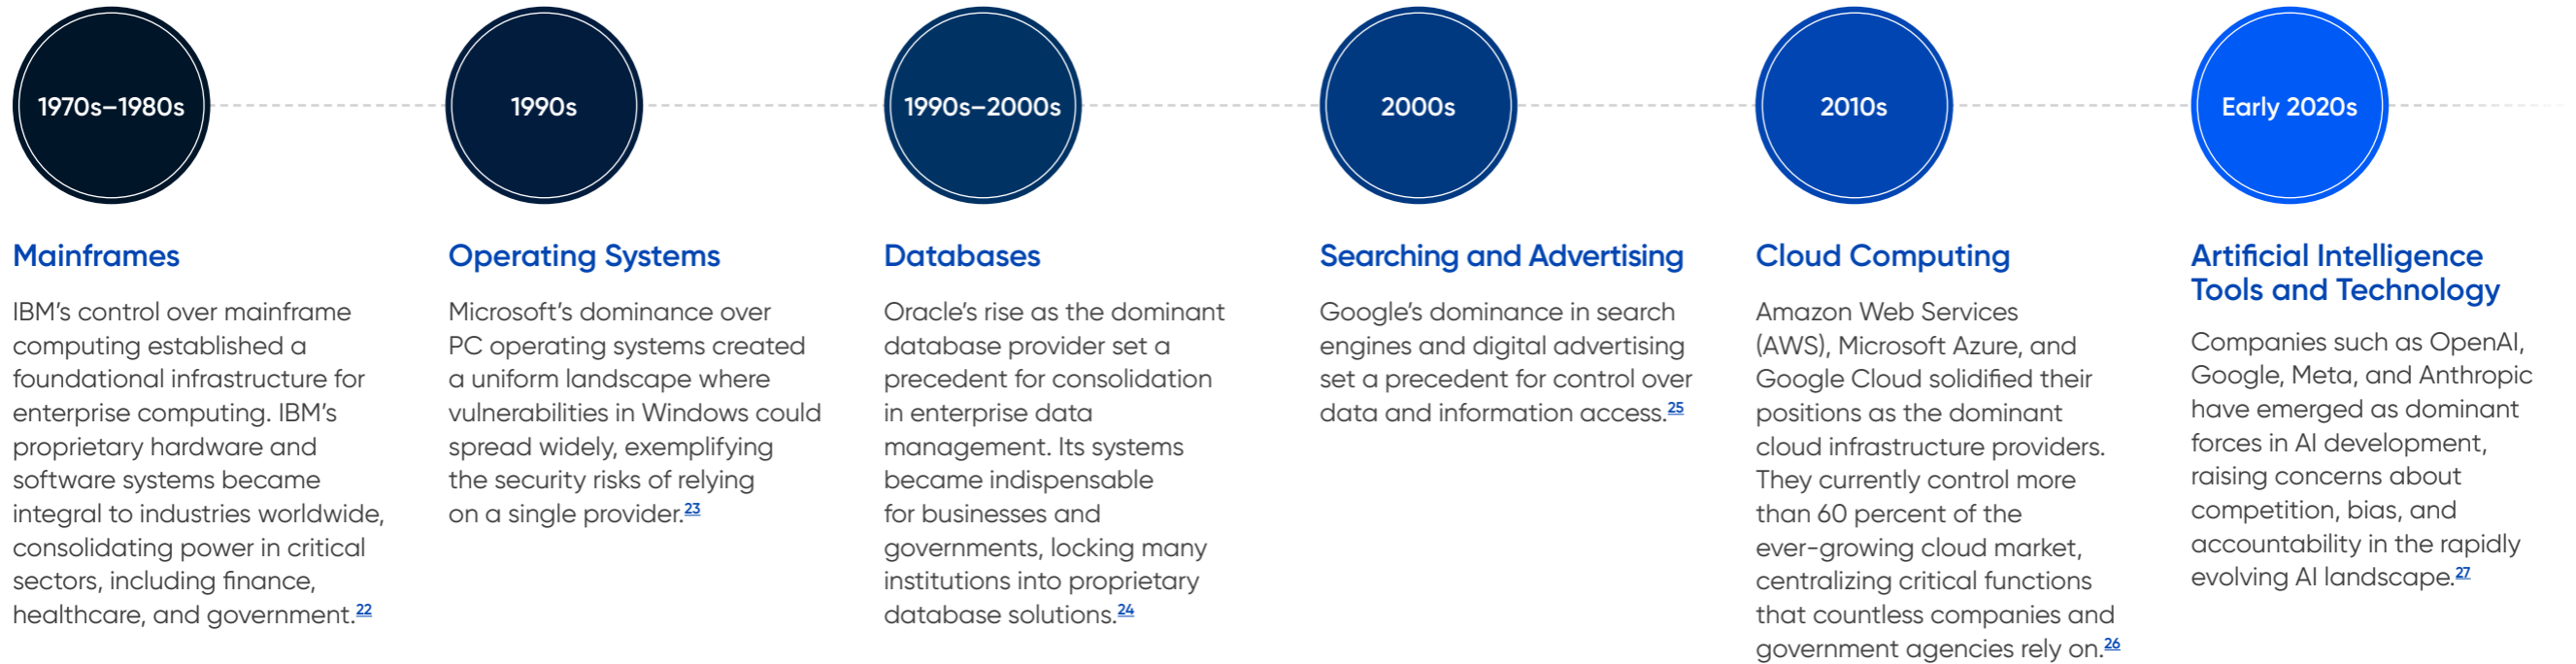 1970s–1980s
Mainframes
IBM’s control over mainframe
computing established a
foundational infrastructure for
enterprise computing. IBM’s
proprietary hardware and
software systems became
integral to industries worldwide,
consolidating power in critical
sectors, including finance,
healthcare, and government.22
1990s
Operating Systems
Microsoft’s dominance over
PC operating systems created
a uniform landscape where
vulnerabilities in Windows could
spread widely, exemplifying
the security risks of relying
on a single provider.23
1990s–2000s
Databases
Oracle’s rise as the dominant
database provider set a
precedent for consolidation
in enterprise data
management. Its systems
became indispensable
for businesses and
governments, locking many
institutions into proprietary
database solutions.24
2000s
Searching and Advertising
Google’s dominance in search
engines and digital advertising
set a precedent for control over
data and information access.25
2010s
Cloud Computing
Amazon Web Services
(AWS), Microsoft Azure, and
Google Cloud solidified their
positions as the dominant
cloud infrastructure providers.
They currently control more
than 60 percent of the
ever-growing cloud market,
centralizing critical functions
that countless companies and
government agencies rely on.26
Early 2020s
Artificial Intelligence
Tools and Technology
Companies such as OpenAI,
Google, Meta, and Anthropic
have emerged as dominant
forces in AI development,
raising concerns about
competition, bias, and
accountability in the rapidly
evolving AI landscape.27